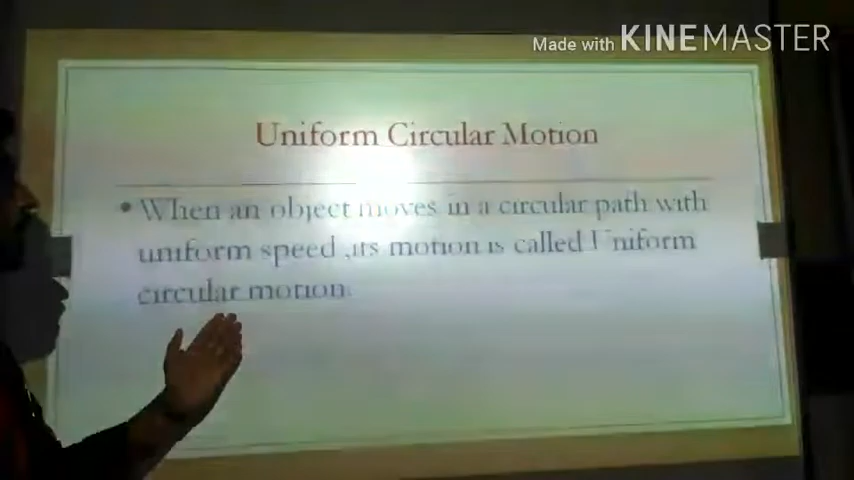 Made with KINEMASTER
Uniform Circular Motion
• When an object moves in a circular path with
uniform speed ,its motion is called Uniform
circular motion.